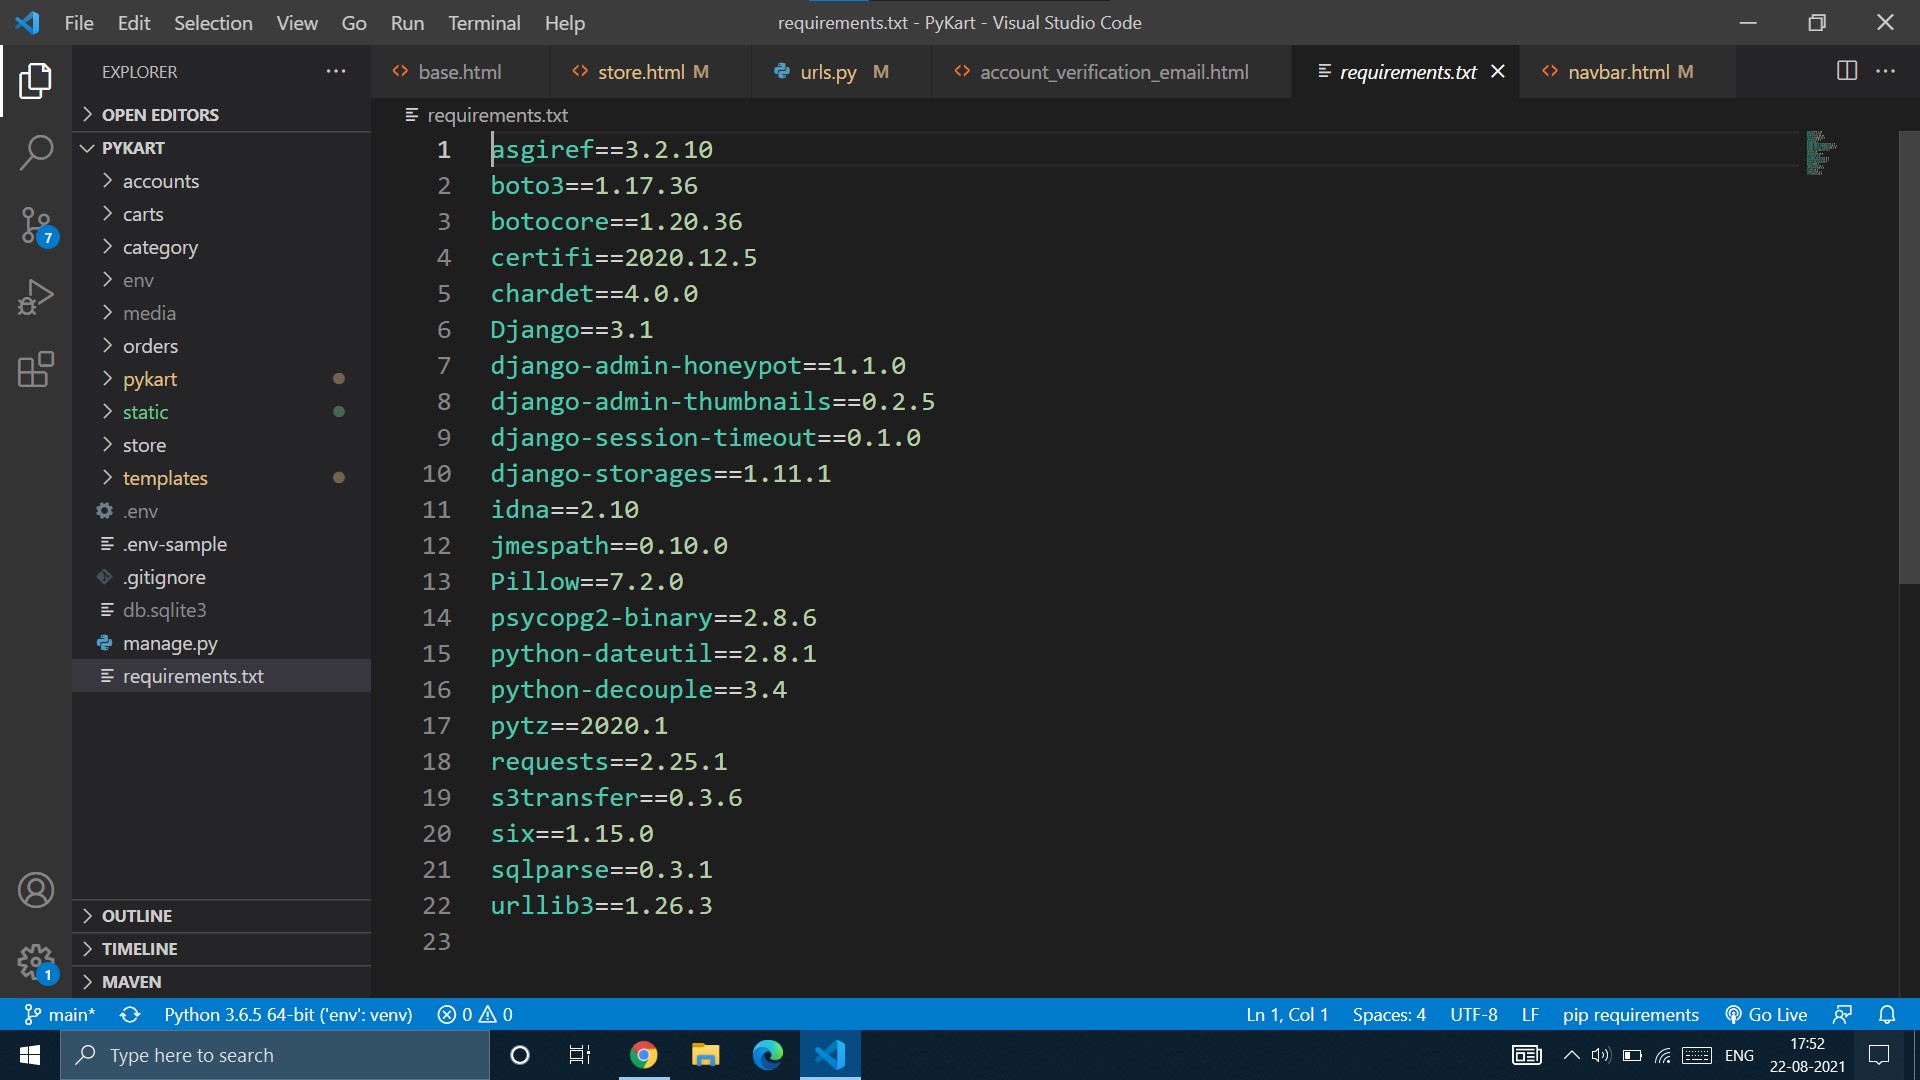 File Edit Selection View Go Run Terminal Help
requirements.txt - PyKart - Visual Studio Code
EXPLORER
base.html
store.html M
urls.py M
account_verification_email.html
requirements.txt
navbar.html M
OPEN EDITORS
PYKART
accounts
carts
category
env
media
orders
pykart
static
store
templates
.env
.env-sample
.gitignore
db.sqlite3
manage.py
requirements.txt
OUTLINE
TIMELINE
MAVEN
7
1
requirements.txt
1 asgiref==3.2.10
2 boto3==1.17.36
3 botocore==1.20.36
4 certifi==2020.12.5
5 chardet==4.0.0
6 Django==3.1
7 django-admin-honeypot==1.1.0
8 django-admin-thumbnails==0.2.5
9 django-session-timeout==0.1.0
10 django-storages==1.11.1
11 idna==2.10
12 jmespath==0.10.0
13 Pillow==7.2.0
14 psycopg2-binary==2.8.6
15 python-dateutil==2.8.1
16 python-decouple==3.4
17 pytz==2020.1
18 requests==2.25.1
19 s3transfer==0.3.6
20 six==1.15.0
21 sqlparse==0.3.1
22 urllib3==1.26.3
23
main* Python 3.6.5 64-bit ('env': venv) 0 0 Ln 1, Col 1 Spaces: 4 UTF-8 LF pip requirements Go Live
Type here to search
ENG
17:52
22-08-2021